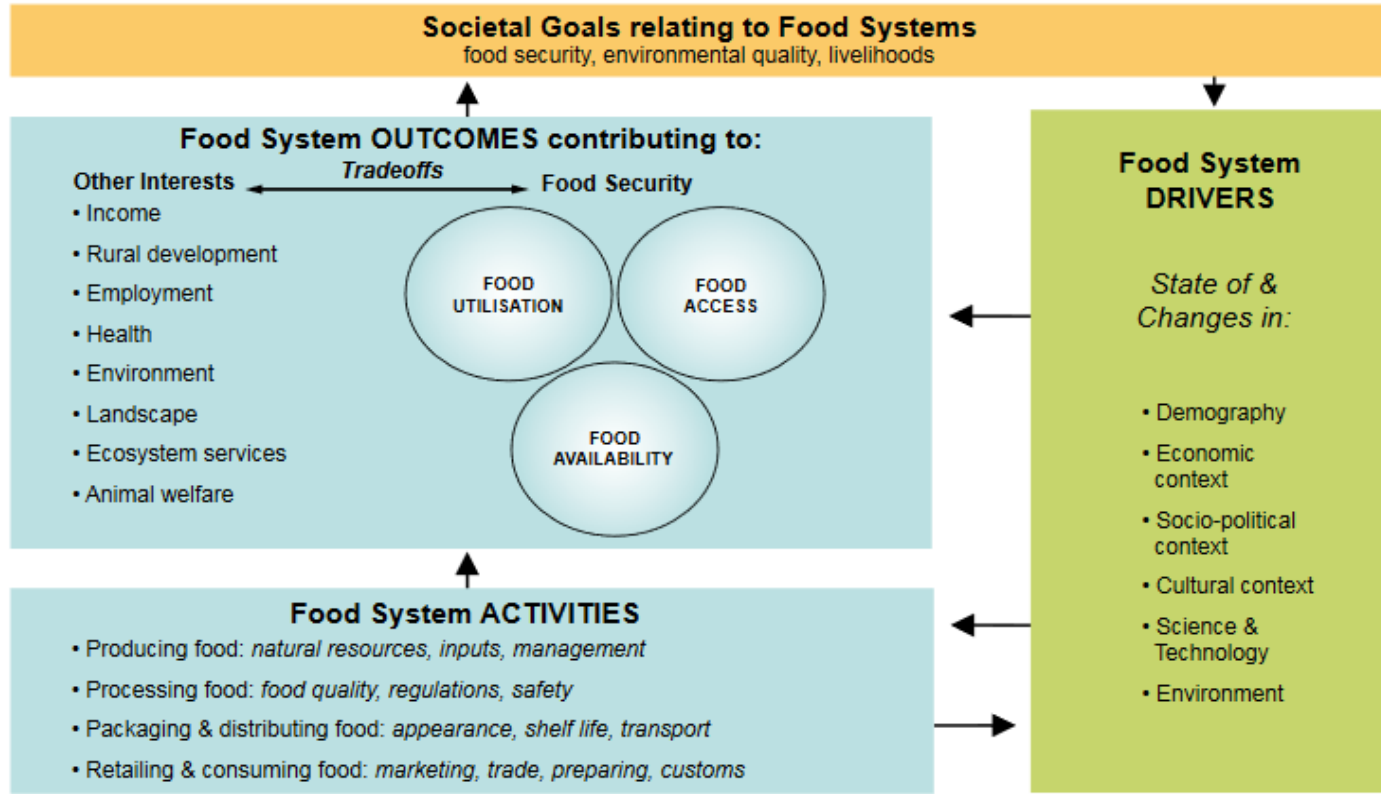 Societal Goals relating to Food Systems
food security, environmental quality, livelihoods
Food System OUTCOMES contributing to:
Tradeoffs
Other Interests
Food Security
• Income
• Rural development
• Employment
• Health
• Environment
• Landscape
• Ecosystem services
• Animal welfare
FOOD
UTILISATION
FOOD
ACCESS
FOOD
AVAILABILITY
Food System ACTIVITIES
• Producing food: natural resources, inputs, management
• Processing food: food quality, regulations, safety
• Packaging & distributing food: appearance, shelf life, transport
• Retailing & consuming food: marketing, trade, preparing, customs
Food System
DRIVERS
State of &
Changes in:
• Demography
• Economic
context
• Socio-political
context
• Cultural context
• Science &
Technology
• Environment